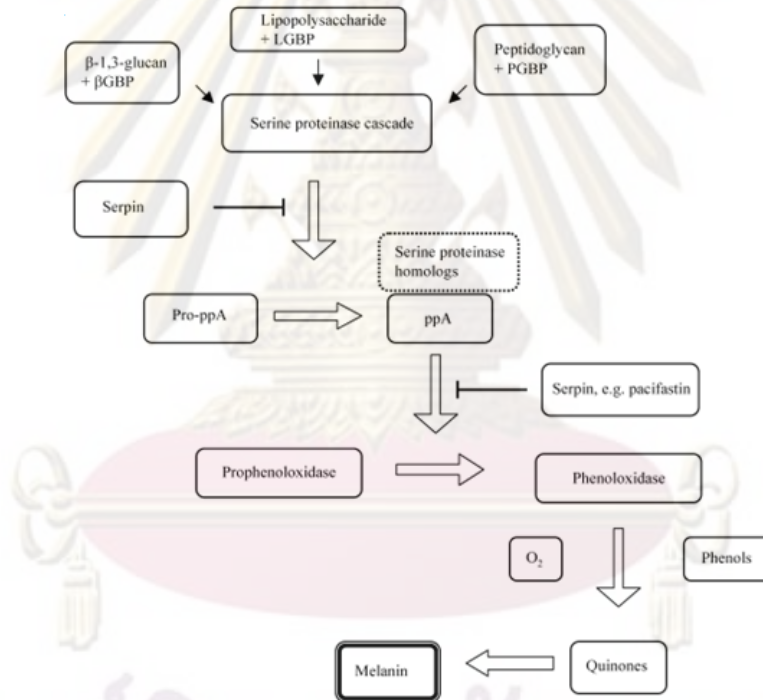 Lipopolysaccharide
+ LGBP
β-1,3-glucan
+ βGBP
Peptidoglycan
+ PGBP
Serine proteinase cascade
Serpin
Serine proteinase
homologs
Pro-ppA
ppA
Serpin, e.g. pacifastin
Prophenoloxidase
Phenoloxidase
O₂
Phenols
Melanin
Quinones